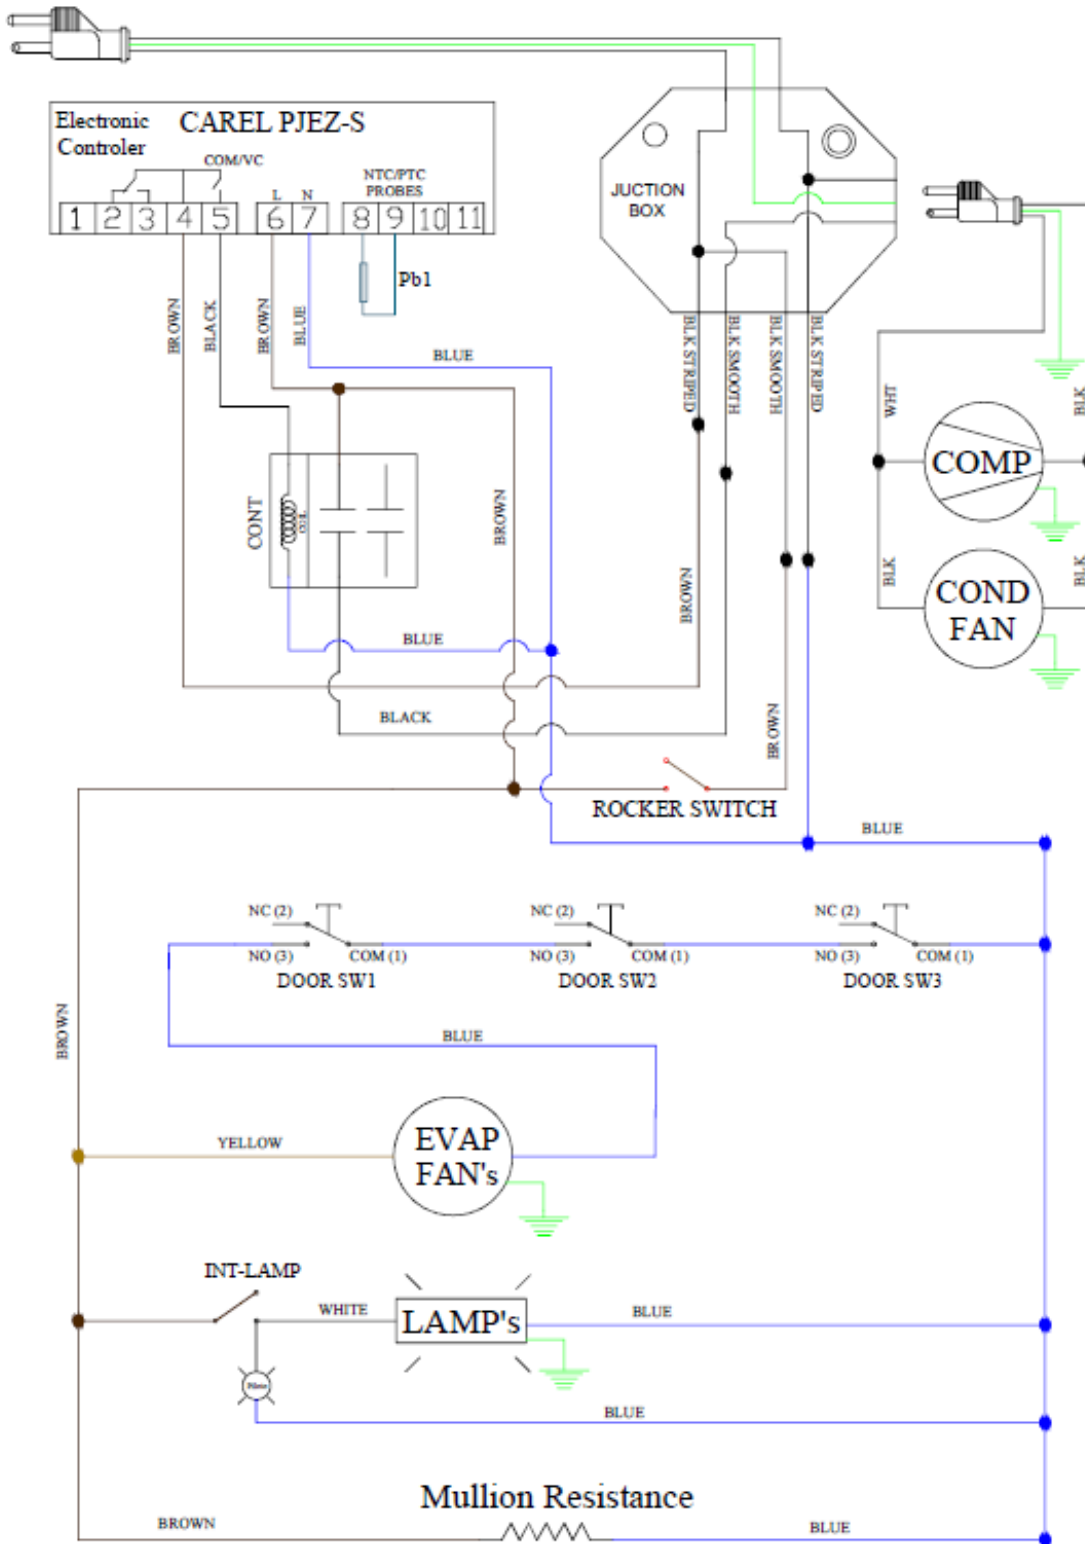 Electronic
Controler
CAREL PJEZ-S
COM/VC
L N
NTC/PTC
PROBES
1 2 3 4 5 6 7 8 9 10 11
Pb1
JUCTION
BOX
BROWN
BLACK
BROWN
BLUE
BLUE
BLK STRIPED
BLK SMOOTH
BLK SMOOTH
BLK STRIPED
WHT
BLK
COMP
CONT
COIL
BROWN
BLK
BLK
COND
FAN
BROWN
BLUE
BLACK
BROWN
ROCKER SWITCH
BLUE
NC (2)
NO (3)
COM (1)
DOOR SW1
NC (2)
NO (3)
COM (1)
DOOR SW2
NC (2)
NO (3)
COM (1)
DOOR SW3
BROWN
BLUE
YELLOW
EVAP
FAN's
INT-LAMP
WHITE
LAMP's
BLUE
BLUE
Mullion Resistance
BROWN
BLUE